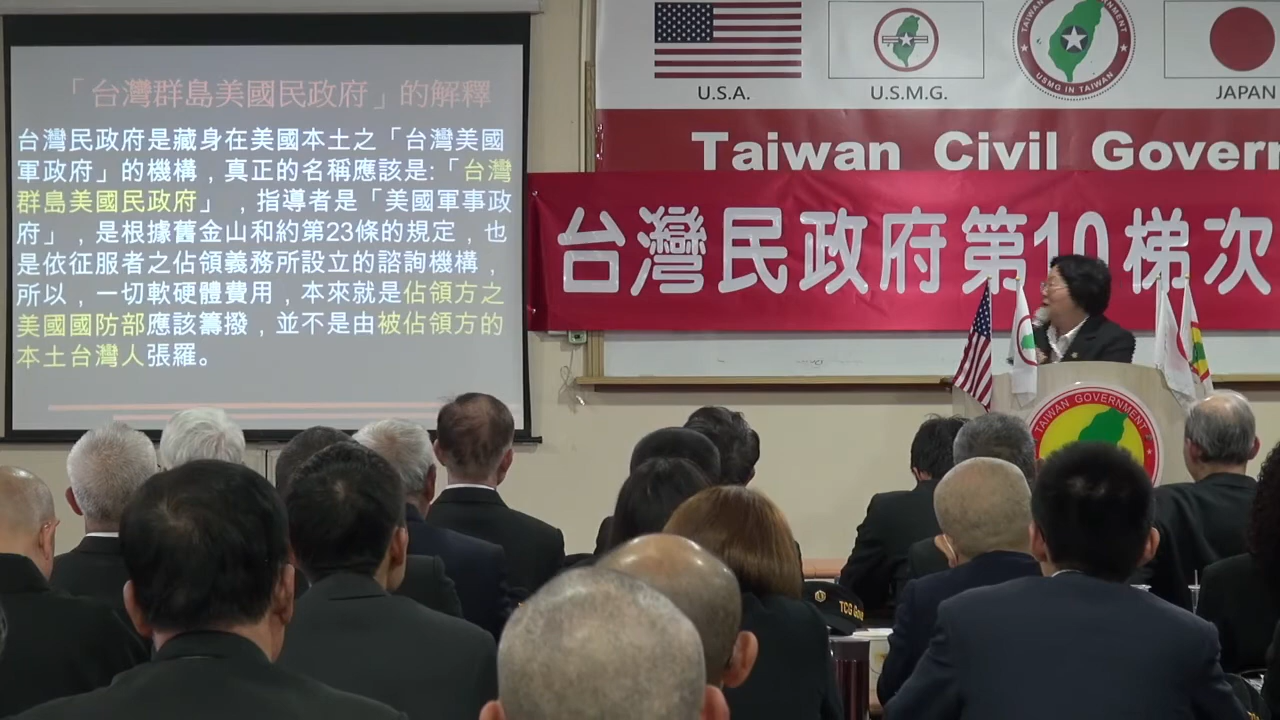 「台灣群島美國民政府」的解釋
台灣民政府是藏身在美國本土之「台灣美國
軍政府」的機構，真正的名稱應該是:「台灣
群島美國民政府」，指導者是「美國軍事政
府」，是根據舊金山和約第23條的規定，也
是依征服者之佔領義務所設立的諮詢機構，
所以，一切軟硬體費用，本來就是佔領方之
美國國防部應該籌撥，並不是由被佔領方的
本土台灣人張羅。
U.S.A.
U.S.M.G.
TAIWAN GOVERNMENT
USMG IN TAIWAN
JAPAN
Taiwan Civil Govern
台灣民政府第10梯次
TAIWAN GOVERNMENT
TCG Gov